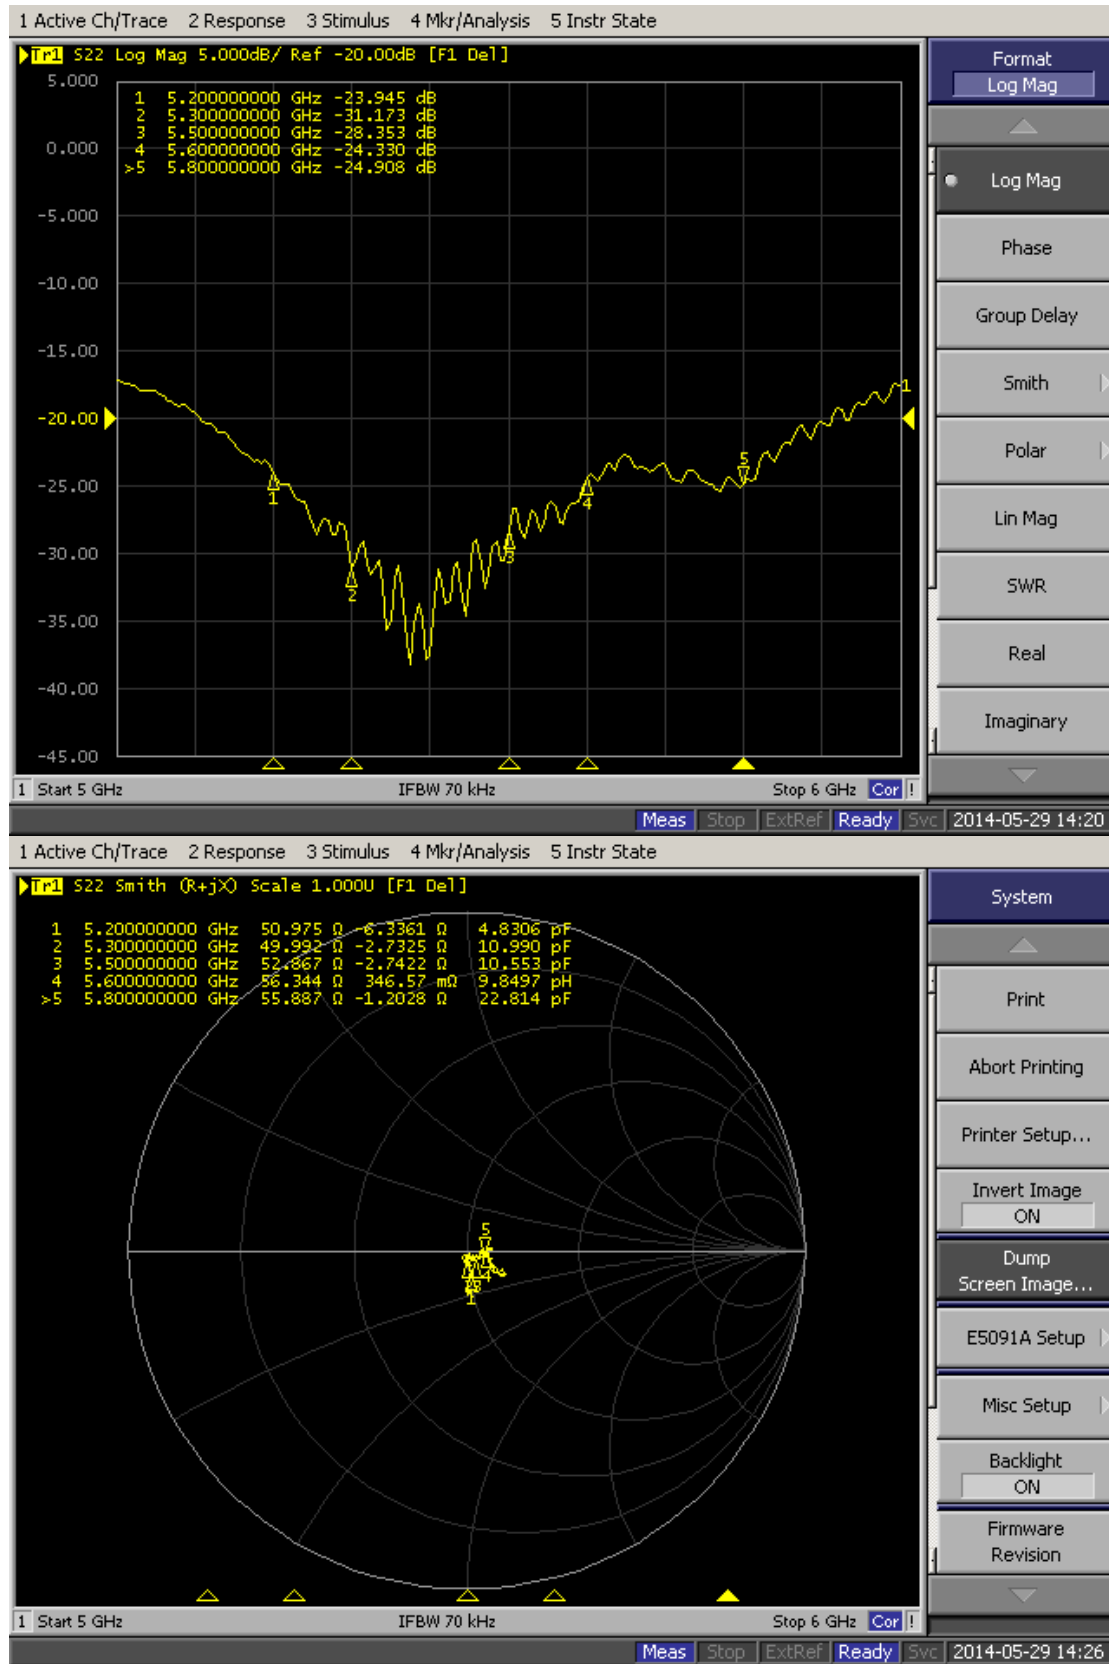 1 Active Ch/Trace 2 Response 3 Stimulus 4 Mkr/Analysis 5 Instr State
Tr1 S22 Log Mag 5.000dB/ Ref -20.00dB [F1 Del]
5.000
0.000
-5.000
-10.00
-15.00
-20.00
-25.00
-30.00
-35.00
-40.00
-45.00
1 5.200000000 GHz -23.945 dB
2 5.300000000 GHz -31.173 dB
3 5.500000000 GHz -28.353 dB
4 5.600000000 GHz -24.330 dB
>5 5.800000000 GHz -24.908 dB
1
2
3
4
5
1
Format
Log Mag
Log Mag
Phase
Group Delay
Smith
Polar
Lin Mag
SWR
Real
Imaginary
1 Start 5 GHz IFBW 70 kHz Stop 6 GHz Cor !
Meas Stop ExtRef Ready Svc 2014-05-29 14:20
1 Active Ch/Trace 2 Response 3 Stimulus 4 Mkr/Analysis 5 Instr State
Tr1 S22 Smith (R+jX) Scale 1.000U [F1 Del]
1 5.200000000 GHz 50.975 Ω -6.3361 Ω 4.8306 pF
2 5.300000000 GHz 49.992 Ω -2.7325 Ω 10.990 pF
3 5.500000000 GHz 52.867 Ω -2.7422 Ω 10.553 pF
4 5.600000000 GHz 56.344 Ω 346.57 mΩ 9.8497 pH
>5 5.800000000 GHz 55.887 Ω -1.2028 Ω 22.814 pF
5
4
3
1
System
Print
Abort Printing
Printer Setup...
Invert Image
ON
Dump
Screen Image...
E5091A Setup
Misc Setup
Backlight
ON
Firmware
Revision
1 Start 5 GHz IFBW 70 kHz Stop 6 GHz Cor !
Meas Stop ExtRef Ready Svc 2014-05-29 14:26